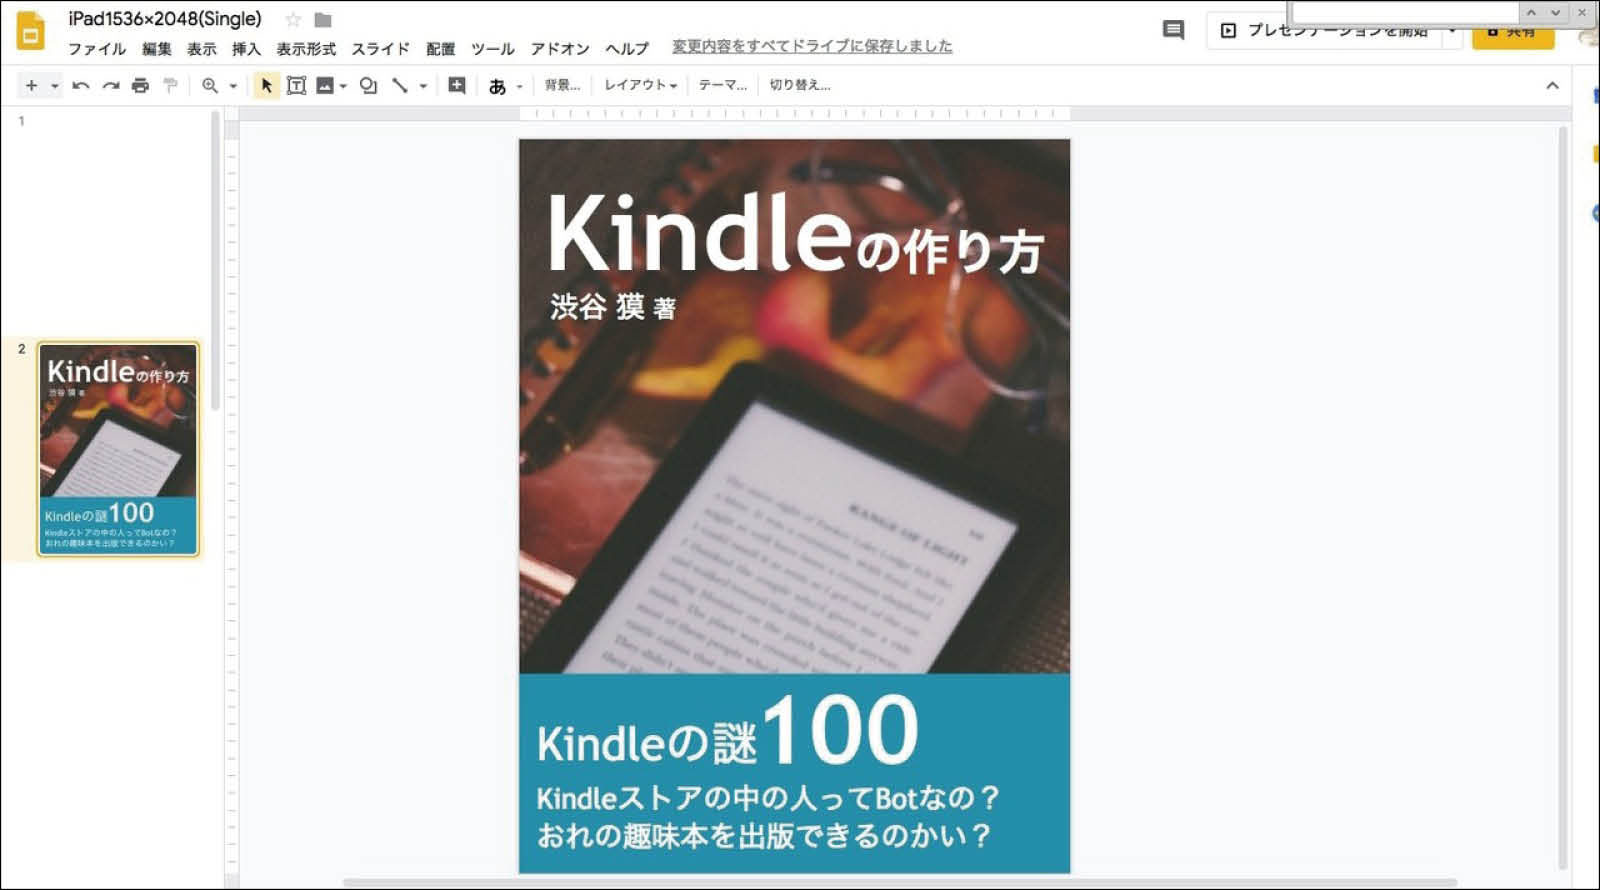 iPad1536×2048(Single)
ファイル 編集 表示 挿入 表示形式 スライド 配置 ツール アドオン ヘルプ 変更内容をすべてドライブに保存しました
プレゼンテーションを開始
共有
あ 背景... レイアウト テーマ... 切り替え...
1
2
Kindleの作り方
渋谷 獏 著
Kindleの謎100
Kindleストアの中の人ってBotなの？
おれの趣味本を出版できるのかい？
Kindleの作り方
渋谷 獏 著
RANGE OF LIGHT
Kindleの謎100
Kindleストアの中の人ってBotなの？
おれの趣味本を出版できるのかい？